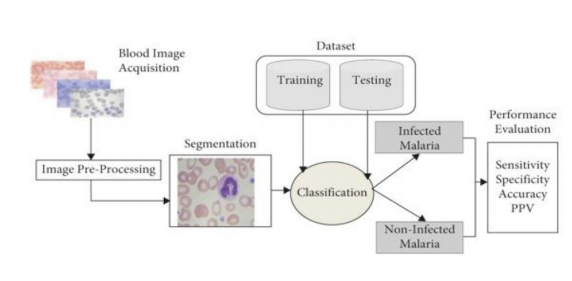 Blood Image
Acquisition
Dataset
Training
Testing
Image Pre-Processing
Segmentation
Classification
Infected
Malaria
Non-Infected
Malaria
Performance
Evaluation
Sensitivity
Specificity
Accuracy
PPV